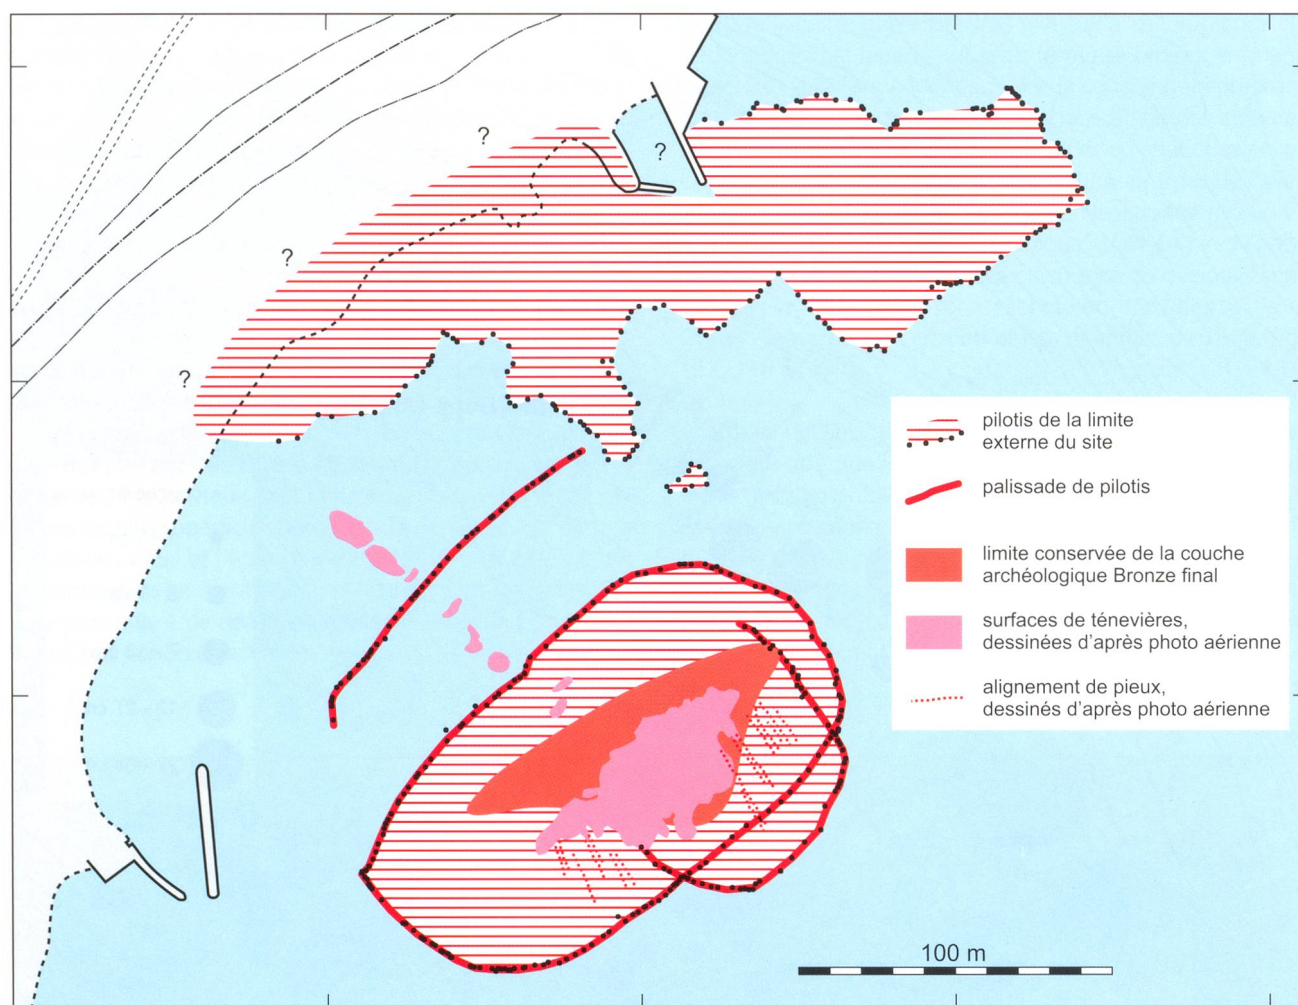 ?
?
?
?
pilotis de la limite
externe du site
palissade de pilotis
limite conservée de la couche
archéologique Bronze final
surfaces de ténevières,
dessinées d'après photo aérienne
alignement de pieux,
dessinés d'après photo aérienne
100 m